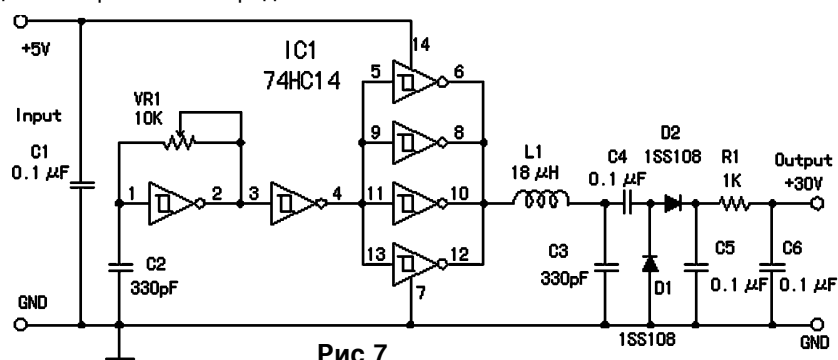 +5V
14
IC1
74HC14
5
6
VR1
10K
Input
C1
0.1 µF
9
8
D2
1SS108
L1
18 µH
C4
0.1 µF
R1
1K
Output
+30V
1
2
3
4
11
10
13
12
C2
330pF
C3
330pF
D1
C5
0.1 µF
C6
0.1 µF
7
GND
1SS108
GND
Рис 7